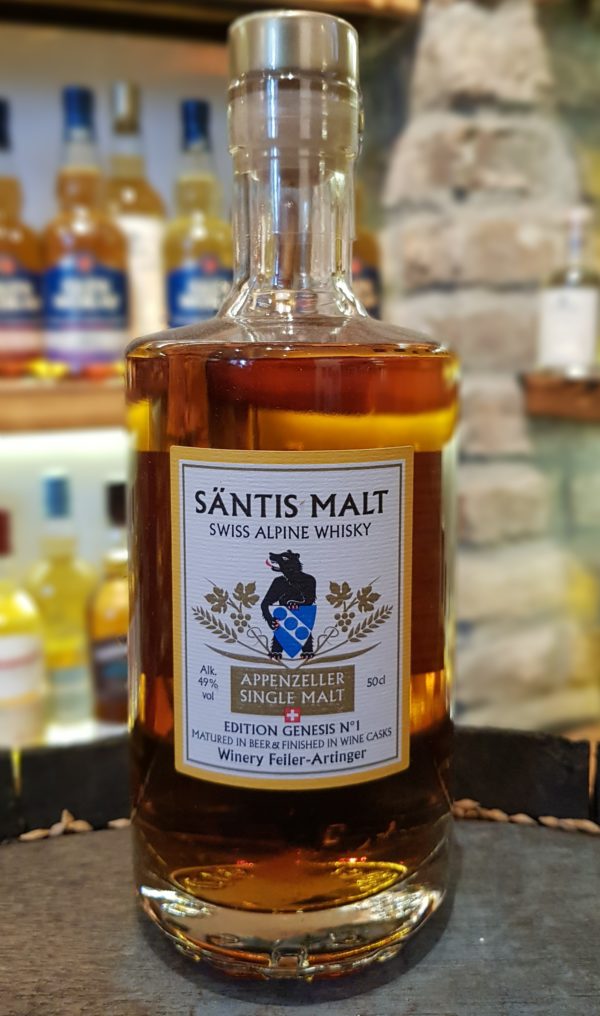 SÄNTIS MALT
SWISS ALPINE WHISKY
Alk.
49%
vol
50cl
APPENZELLER
SINGLE MALT
EDITION GENESIS N°1
MATURED IN BEER & FINISHED IN WINE CASKS
Winery Feiler-Artinger